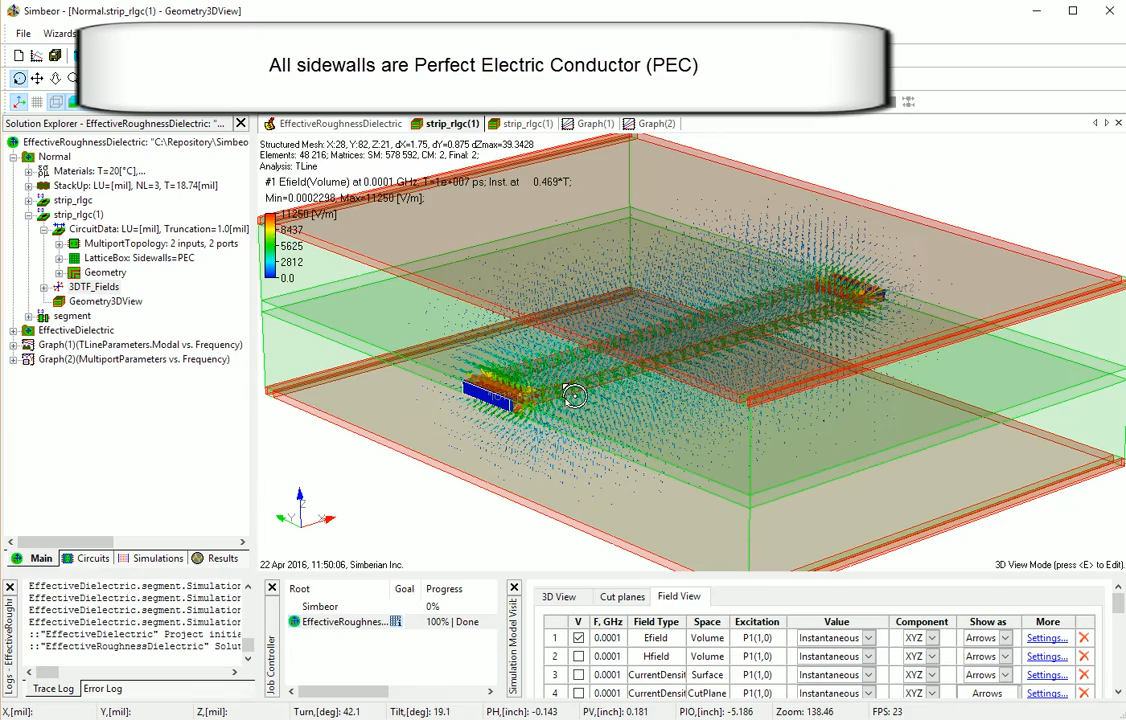 Simbeor - [Normal.strip_rlgc(1) - Geometry3DView]
File Wizards
All sidewalls are Perfect Electric Conductor (PEC)
Solution Explorer - EffectiveRoughnessDielectric: "...
EffectiveRoughnessDielectric
strip_rlgc(1)
strip_rlgc(1)
Graph(1)
Graph(2)
EffectiveRoughnessDielectric: "C:\Repository\Simbeo
Normal
Materials: T=20[°C],...
StackUp: LU=[mil], NL=3, T=18.74[mil]
strip_rlgc
strip_rlgc(1)
CircuitData: LU=[mil], Truncation=1.0[mil]
MultiportTopology: 2 inputs, 2 ports
LatticeBox: Sidewalls=PEC
Geometry
3DTF_Fields
Geometry3DView
segment
EffectiveDielectric
Graph(1)(TLineParameters.Modal vs. Frequency)
Graph(2)(MultiportParameters vs. Frequency)
Structured Mesh: X:28, Y:82, Z:21, dX=1.75, dY=0.875 dZmax=39.3428
Elements: 48 216; Matrices: SM: 578 592, CM: 2, Final: 2;
Analysis: TLine
#1 Efield(Volume) at 0.0001 GHz, T=1e+007 ps; Inst. at 0.469*T;
Min=0.0002298, Max=11250 [V/m];
11250 [V/m]
8437
5625
2812
0.0
Z
Y
X
22 Apr 2016, 11:50:06, Simberian Inc.
3D View Mode (press <E> to Edit).
Main Circuits Simulations Results
Logs - EffectiveRoughn
EffectiveDielectric.segment.Simulation
EffectiveDielectric.segment.Simulation
EffectiveDielectric.segment.Simulation
EffectiveDielectric.segment.Simulation
::"EffectiveDielectric" Project initia
::"EffectiveRoughnessDielectric" Solut
Trace Log Error Log
Job Controller
Root Goal Progress
Simbeor 0%
EffectiveRoughnes... 100% | Done
Simulation Model Visib
3D View Cut planes Field View
V F, GHz Field Type Space Excitation Value Component Show as More
1 0.0001 Efield Volume P1(1,0) Instantaneous XYZ Arrows Settings...
2 0.0001 Hfield Volume P1(1,0) Instantaneous XYZ Arrows Settings...
3 0.0001 CurrentDensit Surface P1(1,0) Instantaneous XYZ Arrows Settings...
4 0.0001 CurrentDensit CutPlane P1(1,0) Instantaneous XYZ Arrows Settings...
X,[mil]: Y,[mil]: Z,[mil]: Turn,[deg]: 42.1 Tilt,[deg]: 19.1 PH,[inch]: -0.143 PV,[inch]: 0.181 PIO,[inch]: -5.186 Zoom: 138.46 FPS: 23